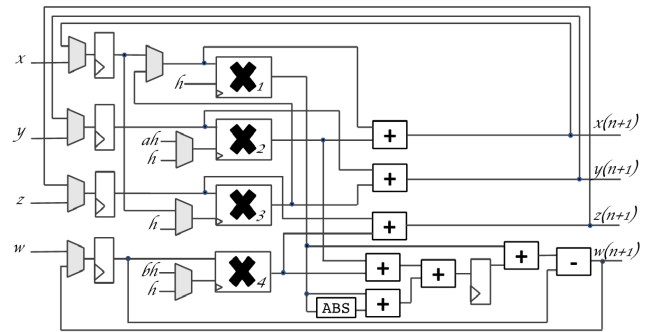 x
h
1
x(n+1)
y
ah
h
2
y(n+1)
z
h
3
z(n+1)
w
bh
h
4
w(n+1)
+
+
+
+
+
+
-
ABS
+